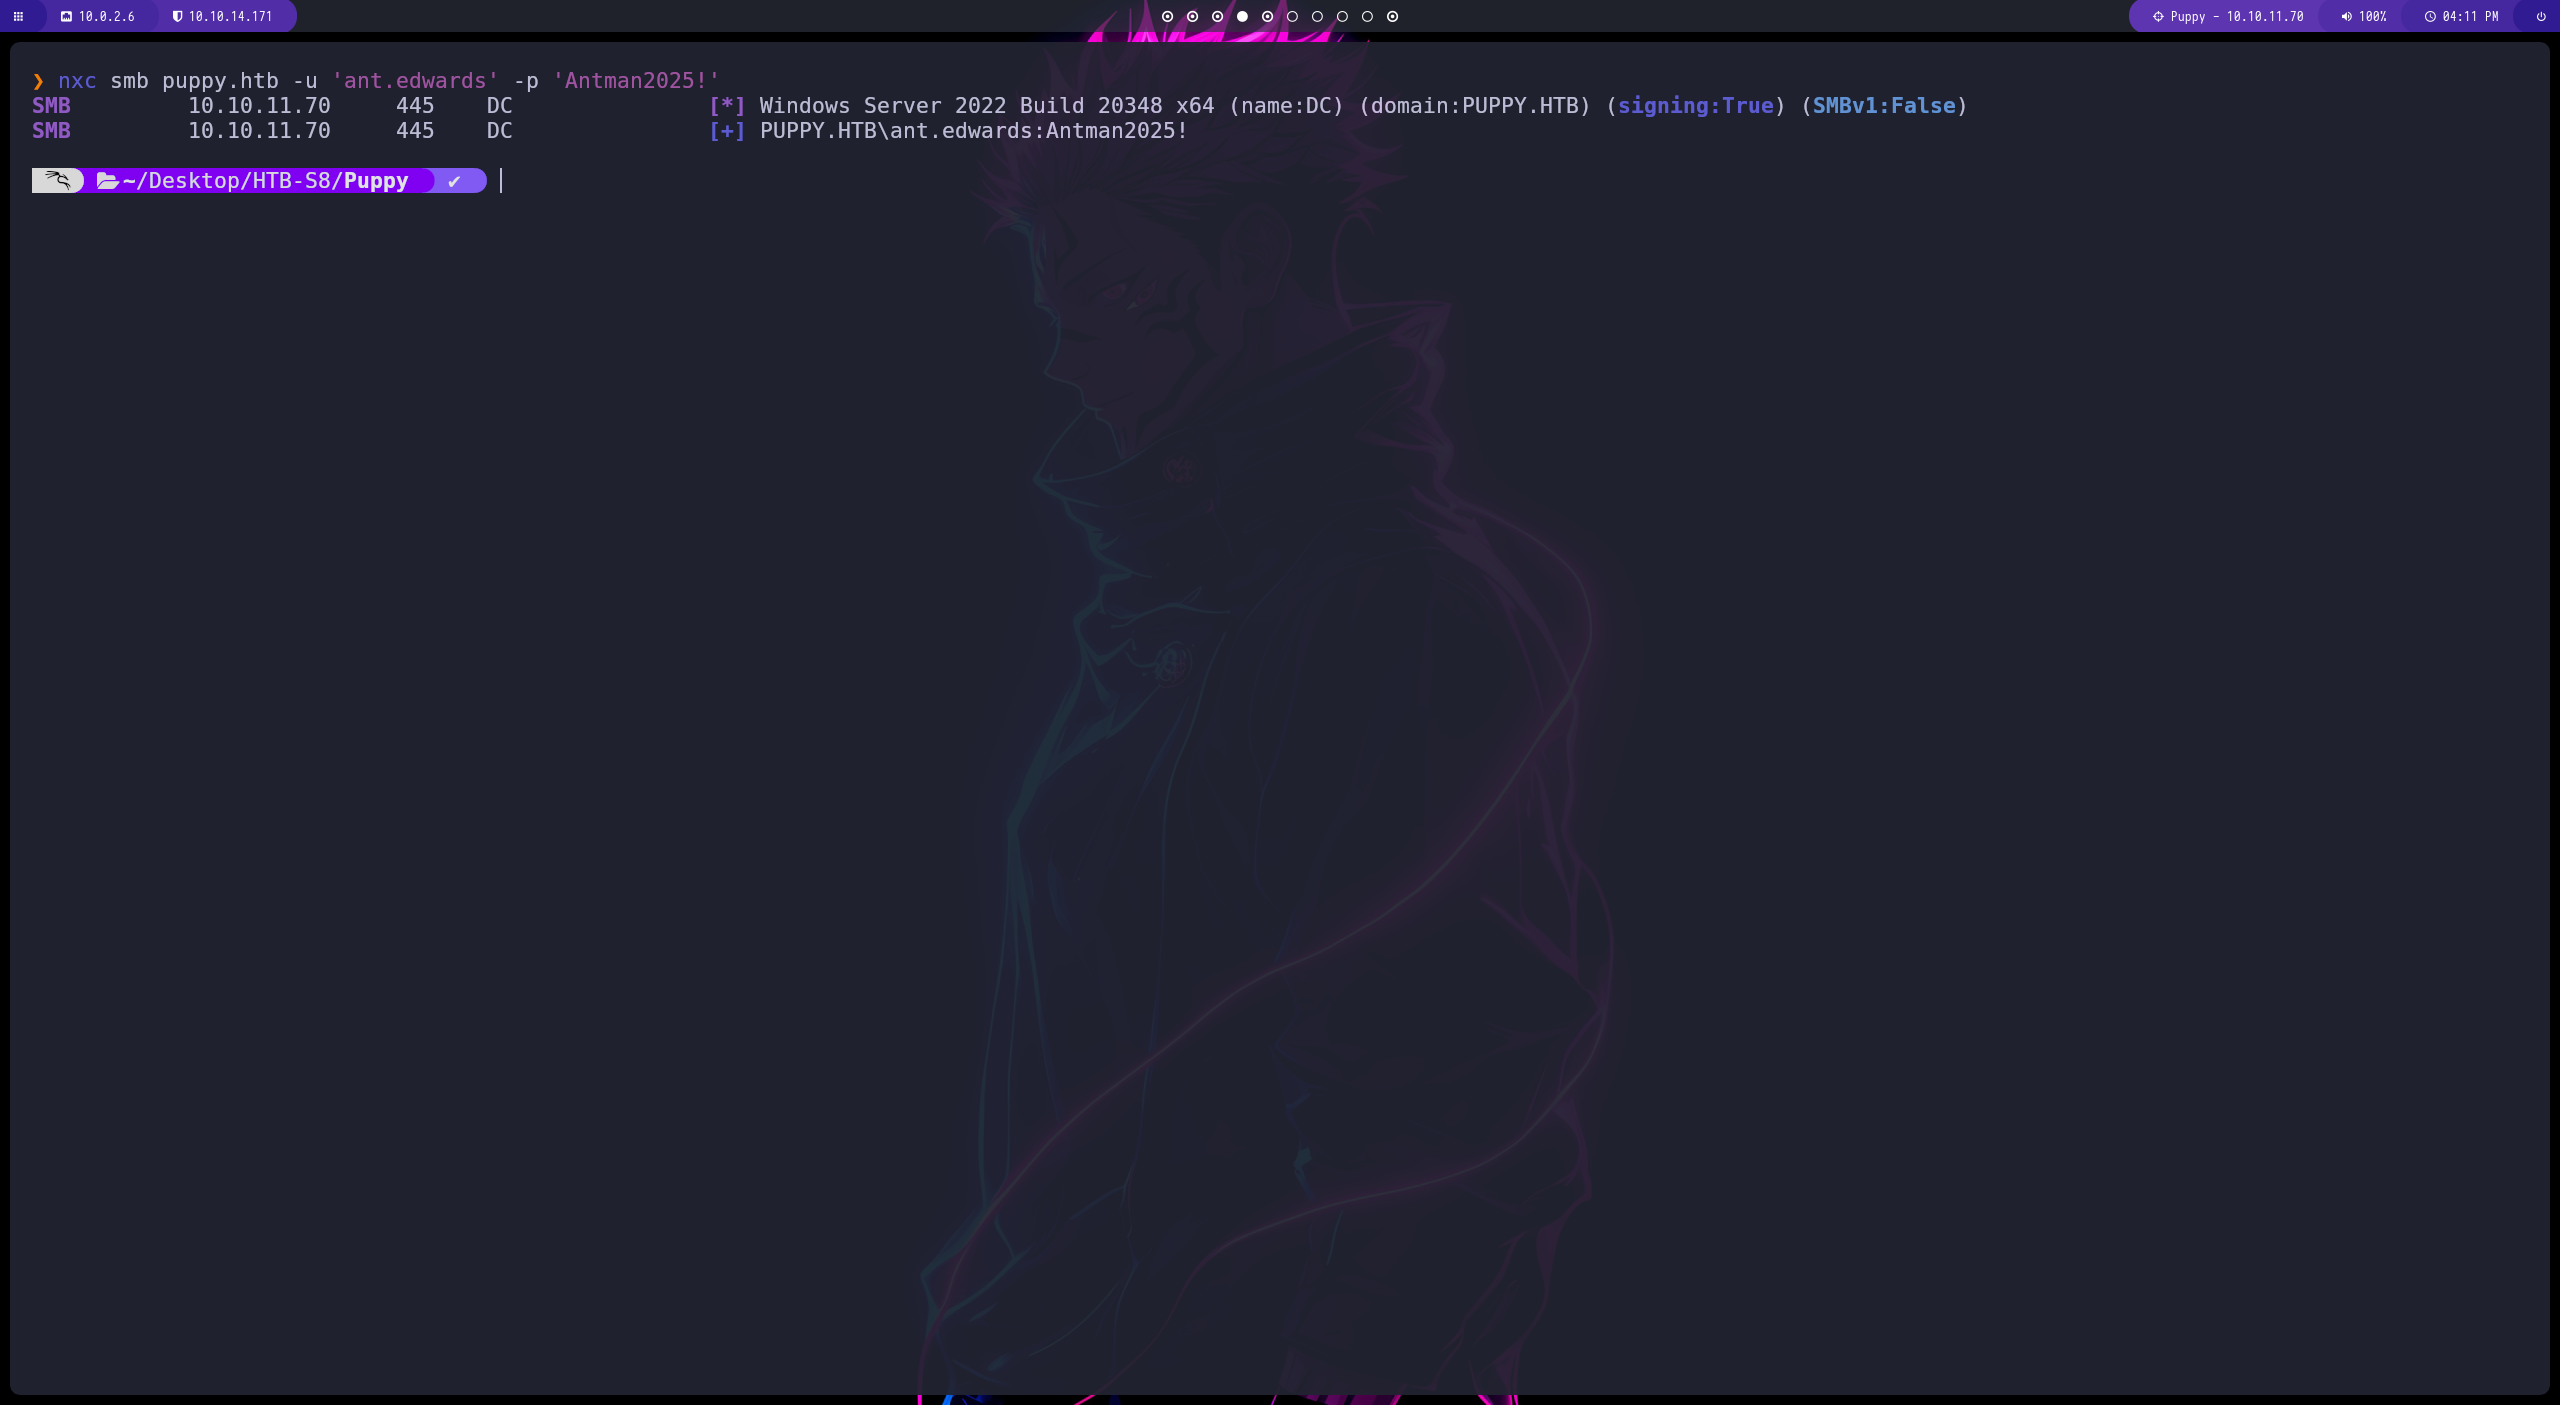 10.0.2.6 10.10.14.171 Puppy - 10.10.11.70 100% 04:11 PM
❯ nxc smb puppy.htb -u 'ant.edwards' -p 'Antman2025!'
SMB 10.10.11.70 445 DC [*] Windows Server 2022 Build 20348 x64 (name:DC) (domain:PUPPY.HTB) (signing:True) (SMBv1:False)
SMB 10.10.11.70 445 DC [+] PUPPY.HTB\ant.edwards:Antman2025!
~/Desktop/HTB-S8/Puppy ✔